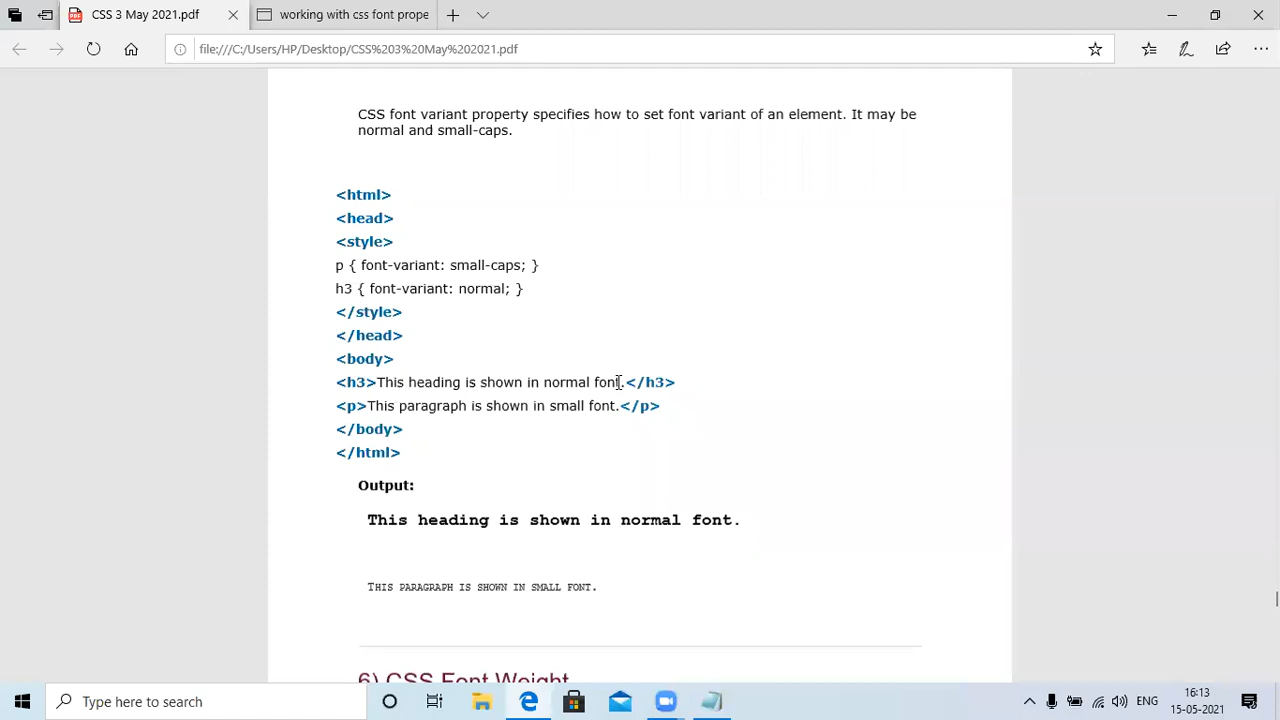 CSS 3 May 2021.pdf
working with css fon prope
file:///C:/Users/HP/Desktop/CSS%203%20May%202021.pdf
CSS font variant property specifies how to set font variant of an element. It may be
normal and small-caps.
<html>
<head>
<style>
p { font-variant: small-caps; }
h3 { font-variant: normal; }
</style>
</head>
<body>
<h3>This heading is shown in normal font.</h3>
<p>This paragraph is shown in small font.</p>
</body>
</html>
Output:
This heading is shown in normal font.
THIS PARAGRAPH IS SHOWN IN SMALL FONT.
6) CSS Font Weight
Type here to search
ENG
16:13
15-05-2021